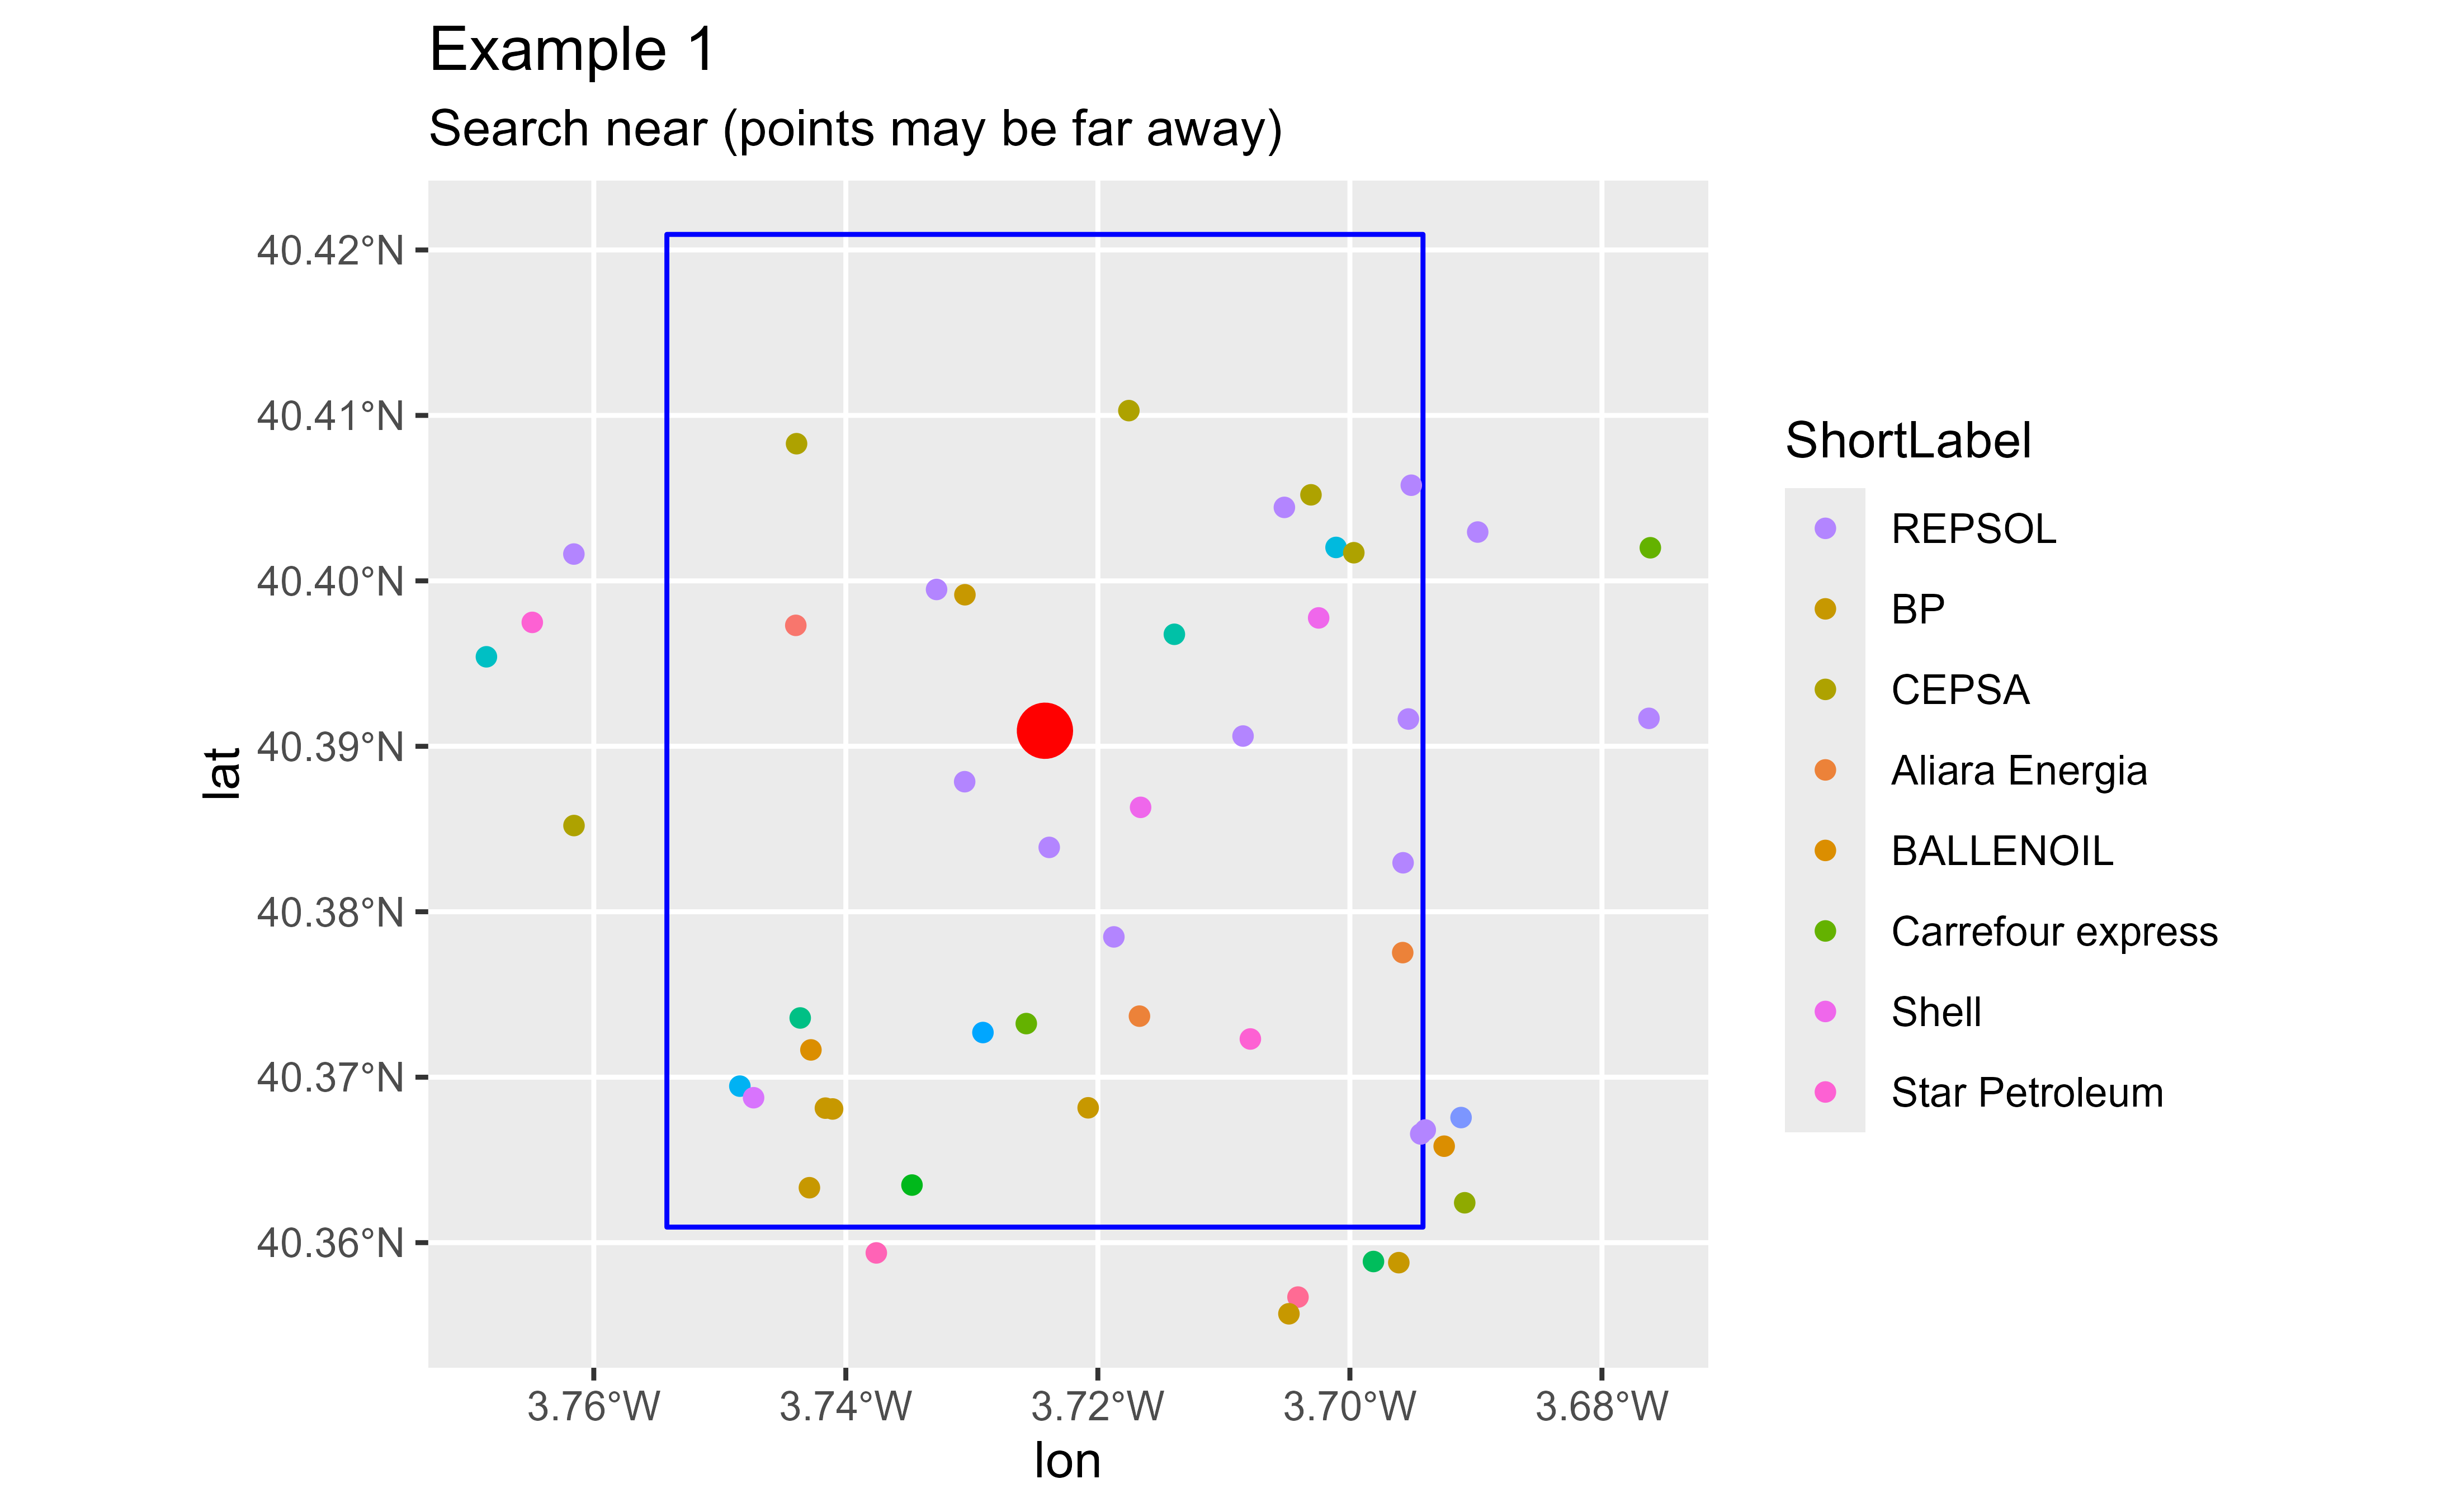 Example 1
Search near (points may be far away)
40.42°N
40.41°N
40.40°N
40.39°N
40.38°N
40.37°N
40.36°N
lat
3.76°W 3.74°W 3.72°W 3.70°W 3.68°W
lon
ShortLabel
REPSOL
BP
CEPSA
Aliara Energia
BALLENOIL
Carrefour express
Shell
Star Petroleum